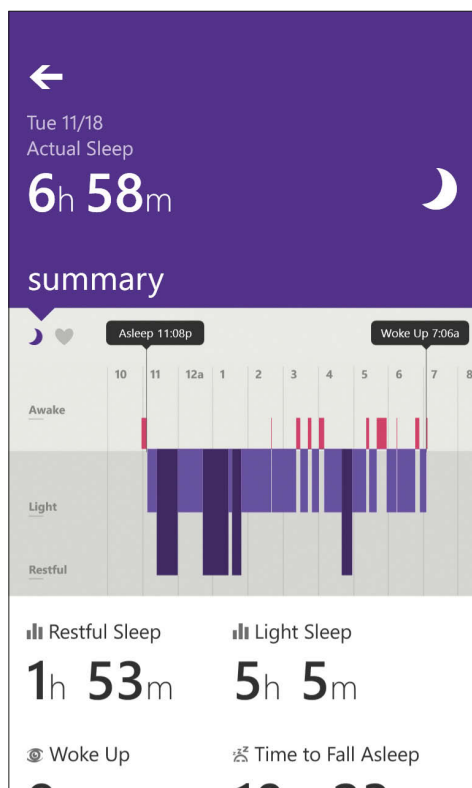 Tue 11/18
Actual Sleep
6h 58m
summary
Asleep 11:08p
Woke Up 7:06a
10 11 12a 1 2 3 4 5 6 7 8
Awake
Light
Restful
Restful Sleep Light Sleep
1h 53m 5h 5m
Woke Up Time to Fall Asleep